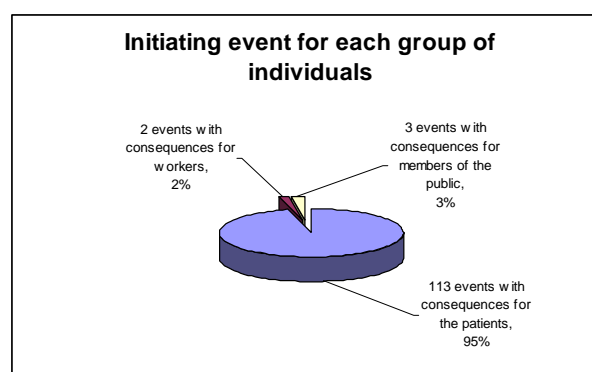 Initiating event for each group of
individuals
2 events with
consequences for
workers,
2%
3 events with
consequences for
members of the
public,
3%
113 events with
consequences for
the patients,
95%